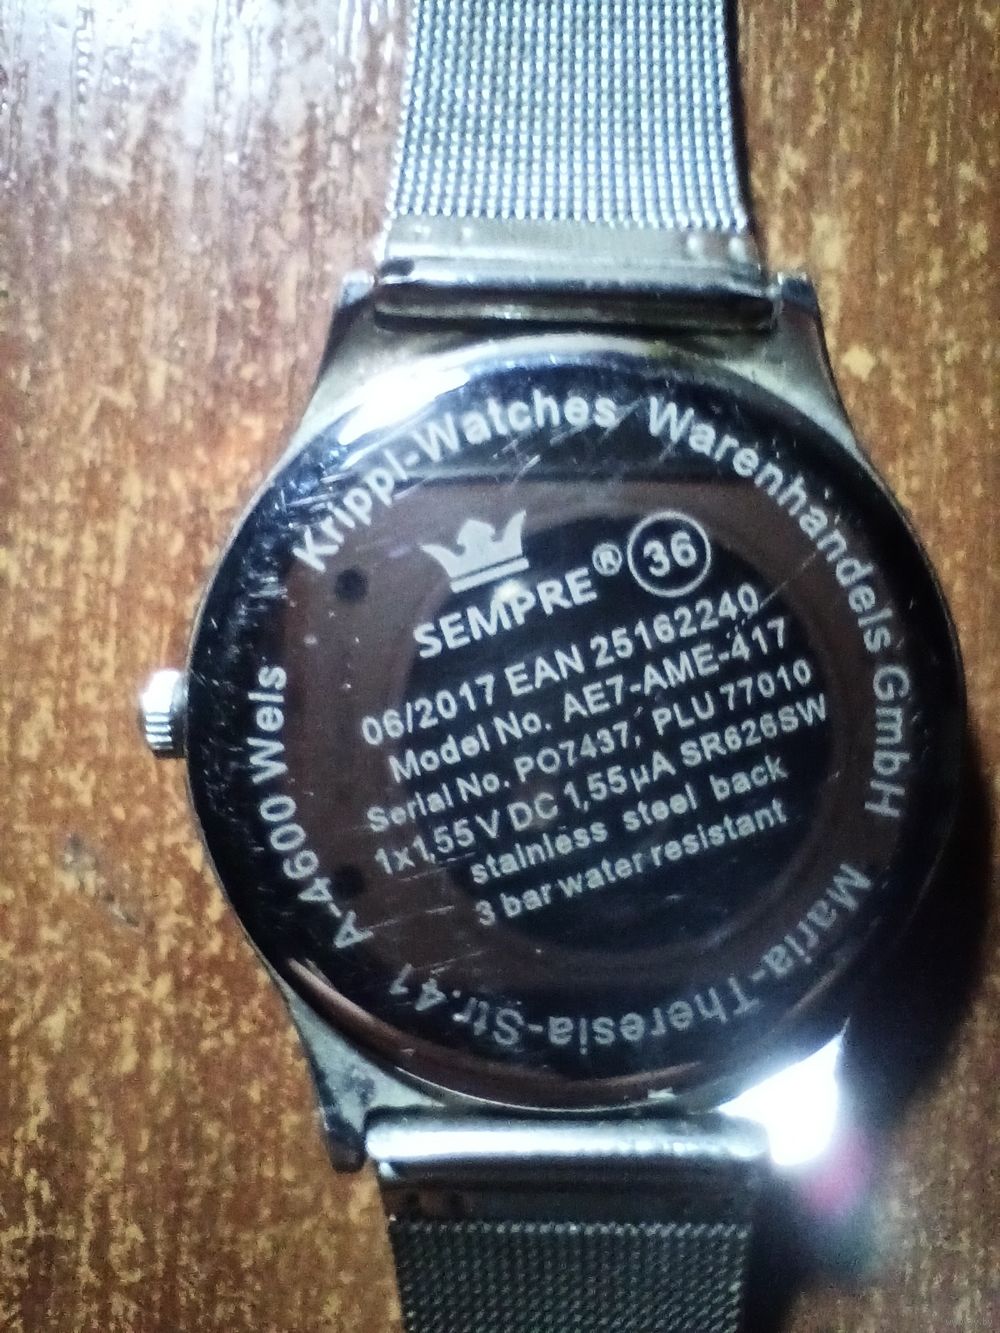 Krippl-Watches Warenhandels GmbH
Maria-Theresia-Str.41
A-4600 Wels
SEMPRE® 36
06/2017 EAN 25162240
Model No. AE7-AME-417
Serial No. PO7437, PLU 77010
1x1,55 V DC 1,55 µA SR626SW
stainless steel back
3 bar water resistant